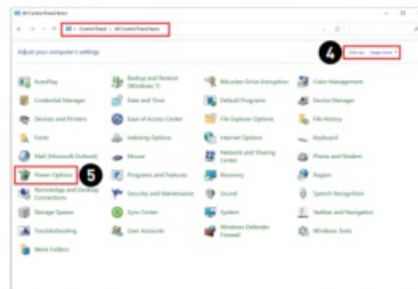 All Control Panel Items
Control Panel > All Control Panel Items
Adjust your computer's settings
4
View by: Large icons
AutoPlay
Backup and Restore (Windows 7)
BitLocker Drive Encryption
Color Management
Credential Manager
Date and Time
Default Programs
Device Manager
Devices and Printers
Ease of Access Center
File Explorer Options
File History
Fonts
Indexing Options
Internet Options
Keyboard
Mail (Microsoft Outlook)
Mouse
Network and Sharing Center
Phone and Modem
Power Options
5
Programs and Features
Recovery
Region
RemoteApp and Desktop Connections
Security and Maintenance
Sound
Speech Recognition
Storage Spaces
Sync Center
System
Taskbar and Navigation
Troubleshooting
User Accounts
Windows Defender Firewall
Windows Tools
Work Folders